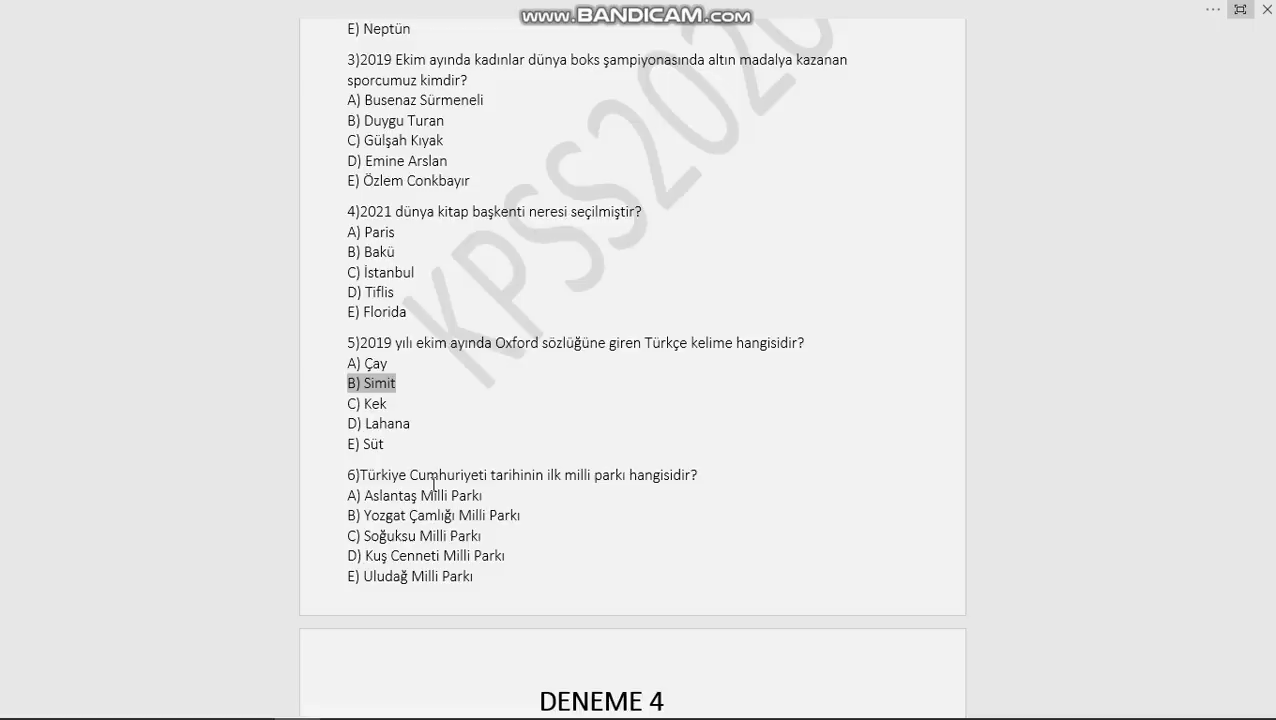 www.BANDICAM.com
E) Neptün
3)2019 Ekim ayında kadınlar dünya boks şampiyonasında altın madalya kazanan
sporcumuz kimdir?
A) Busenaz Sürmeneli
B) Duygu Turan
C) Gülşah Kıyak
D) Emine Arslan
E) Özlem Conkbayır
4)2021 dünya kitap başkenti neresi seçilmiştir?
A) Paris
B) Bakü
C) İstanbul
D) Tiflis
E) Florida
5)2019 yılı ekim ayında Oxford sözlüğüne giren Türkçe kelime hangisidir?
A) Çay
B) Simit
C) Kek
D) Lahana
E) Süt
6)Türkiye Cumhuriyeti tarihinin ilk milli parkı hangisidir?
A) Aslantaş Milli Parkı
B) Yozgat Çamlığı Milli Parkı
C) Soğuksu Milli Parkı
D) Kuş Cenneti Milli Parkı
E) Uludağ Milli Parkı
KPSS2020
DENEME 4